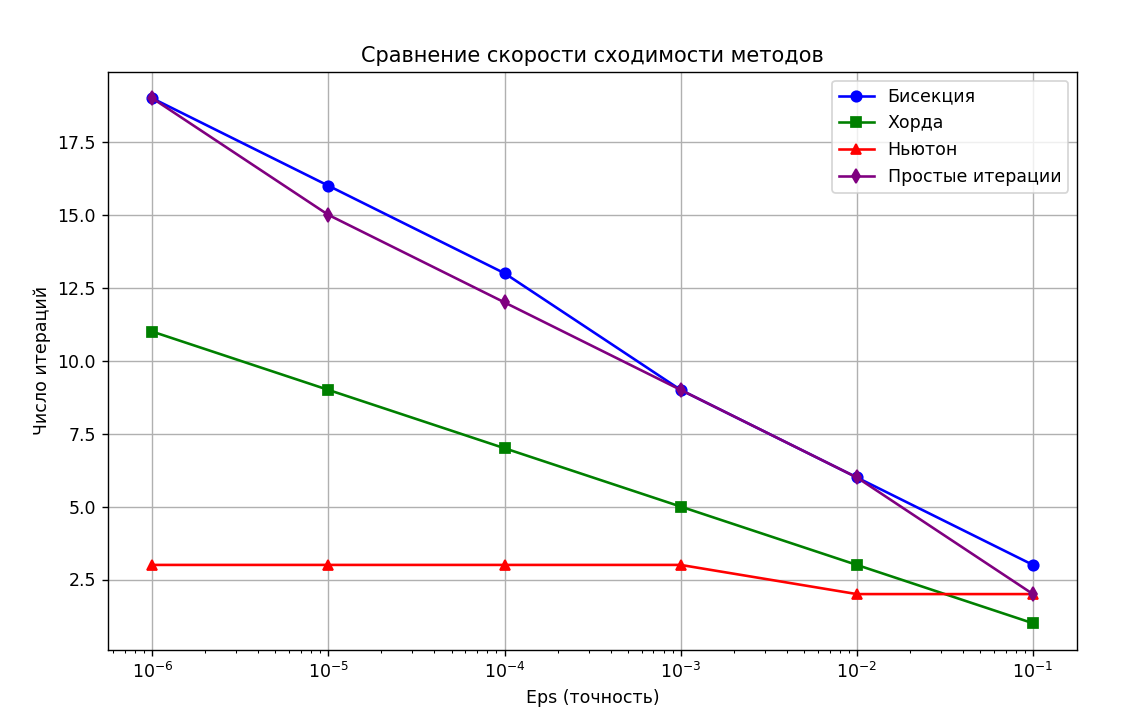 Сравнение скорости сходимости методов
Бисекция
Хорда
Ньютон
Простые итерации
Число итераций
17.5
15.0
12.5
10.0
7.5
5.0
2.5
10⁻⁶
10⁻⁵
10⁻⁴
10⁻³
10⁻²
10⁻¹
Eps (точность)